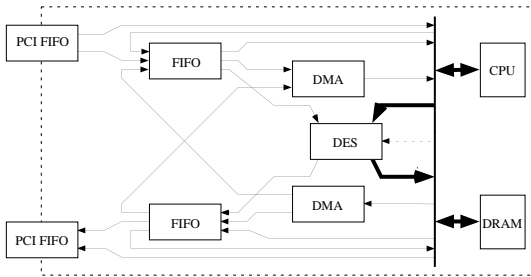 PCI FIFO
FIFO
DMA
CPU
DES
DMA
FIFO
DRAM
PCI FIFO